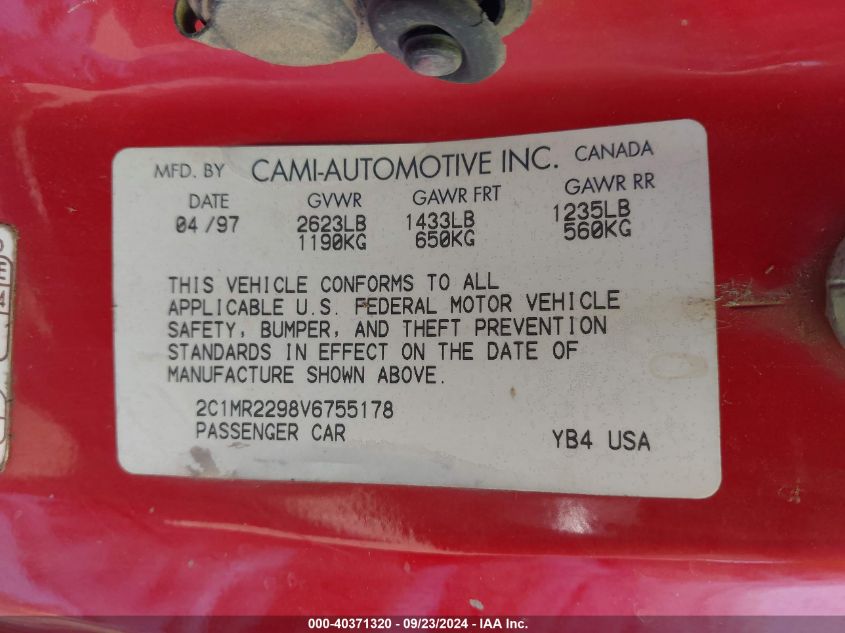 MFD. BY CAMI-AUTOMOTIVE INC. CANADA
DATE GVWR GAWR FRT GAWR RR
04 /97 2623LB 1433LB 1235LB
1190KG 650KG 560KG
THIS VEHICLE CONFORMS TO ALL
APPLICABLE U.S. FEDERAL MOTOR VEHICLE
SAFETY, BUMPER, AND THEFT PREVENTION
STANDARDS IN EFFECT ON THE DATE OF
MANUFACTURE SHOWN ABOVE.
2C1MR2298V6755178
PASSENGER CAR YB4 USA
000-40371320 - 09/23/2024 - IAA Inc.